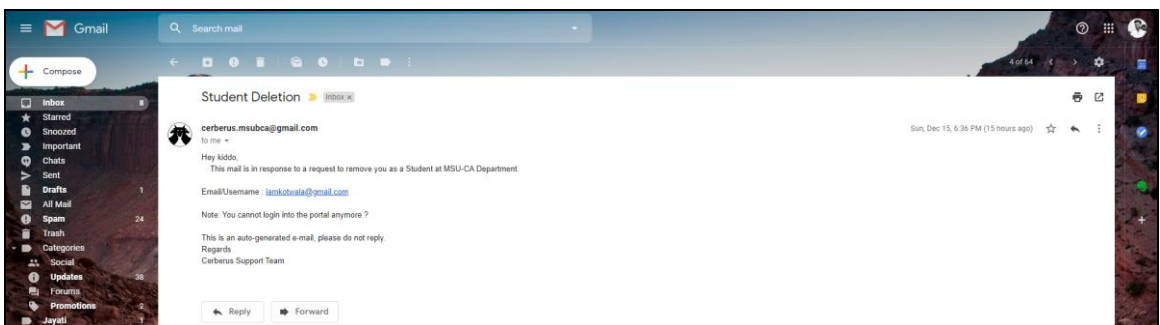 Gmail
Search mail
Compose
4 of 64
Inbox 8
Starred
Snoozed
Important
Chats
Sent
Drafts 1
All Mail
Spam 24
Trash
Categories
Social
Updates 38
Forums
Promotions 2
Jayati 1
Student Deletion Inbox x
cerberus.msubca@gmail.com
Sun, Dec 15, 6:36 PM (15 hours ago)
to me
Hey kiddo,
This mail is in response to a request to remove you as a Student at MSU-CA Department.
Email/Username : iamkotwala@gmail.com
Note: You cannot login into the portal anymore ?
This is an auto-generated e-mail, please do not reply.
Regards
Cerberus Support Team
Reply
Forward